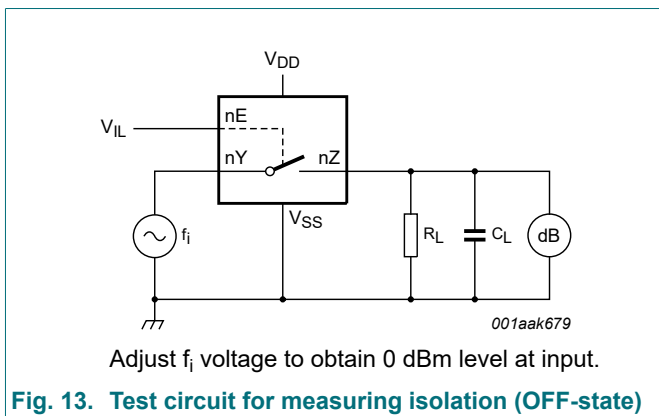 VDD
nE
VIL
nY
nZ
VSS
fi
RL
CL
dB
001aak679
Adjust fi voltage to obtain 0 dBm level at input.
Fig. 13. Test circuit for measuring isolation (OFF-state)